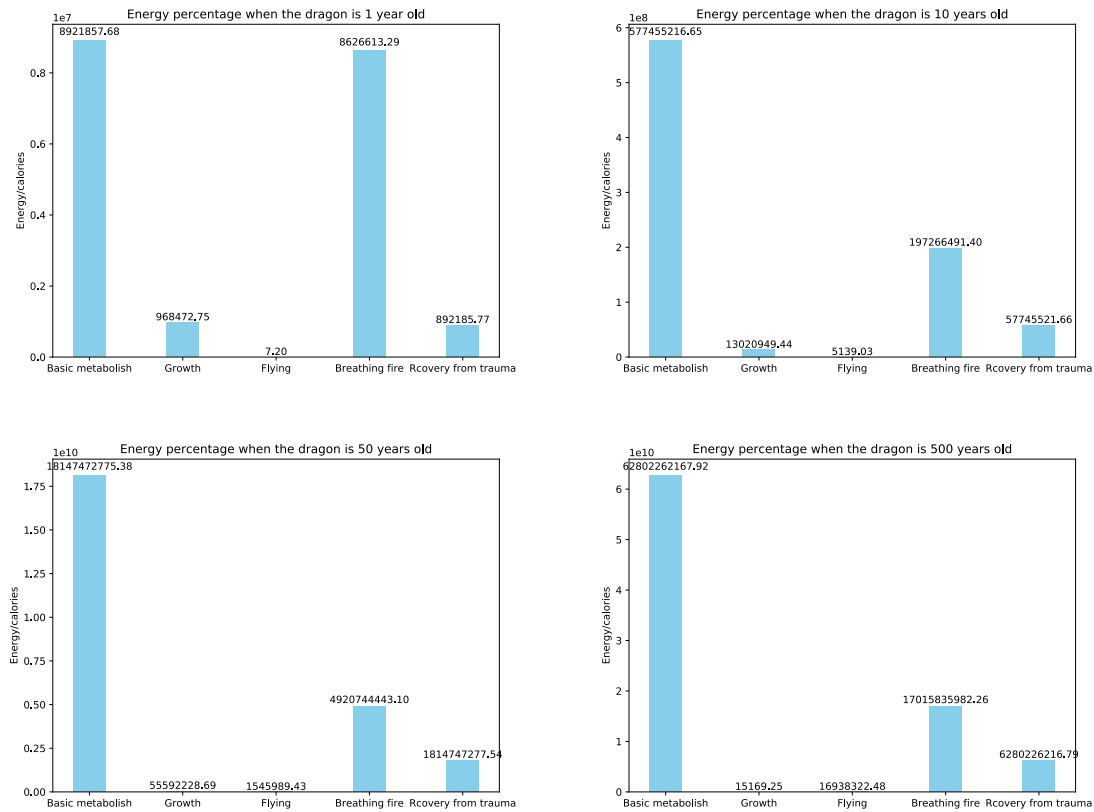 Energy percentage when the dragon is 1 year old
1e7
8921857.68
8626613.29
968472.75
892185.77
7.20
0.8
0.6
0.4
0.2
0.0
Energy/calories
Basic metabolish Growth Flying Breathing fire Rcovery from trauma
Energy percentage when the dragon is 10 years old
1e8
577455216.65
197266491.40
57745521.66
13020949.44
5139.03
6
5
4
3
2
1
0
Energy/calories
Basic metabolish Growth Flying Breathing fire Rcovery from trauma
Energy percentage when the dragon is 50 years old
1e10
18147472775.38
4920744443.10
1814747277.54
55592228.69
1545989.43
1.75
1.50
1.25
1.00
0.75
0.50
0.25
0.00
Energy/calories
Basic metabolish Growth Flying Breathing fire Rcovery from trauma
Energy percentage when the dragon is 500 years old
1e10
62802262167.92
17015835982.26
6280226216.79
15169.25
16938322.48
6
5
4
3
2
1
0
Energy/calories
Basic metabolish Growth Flying Breathing fire Rcovery from trauma